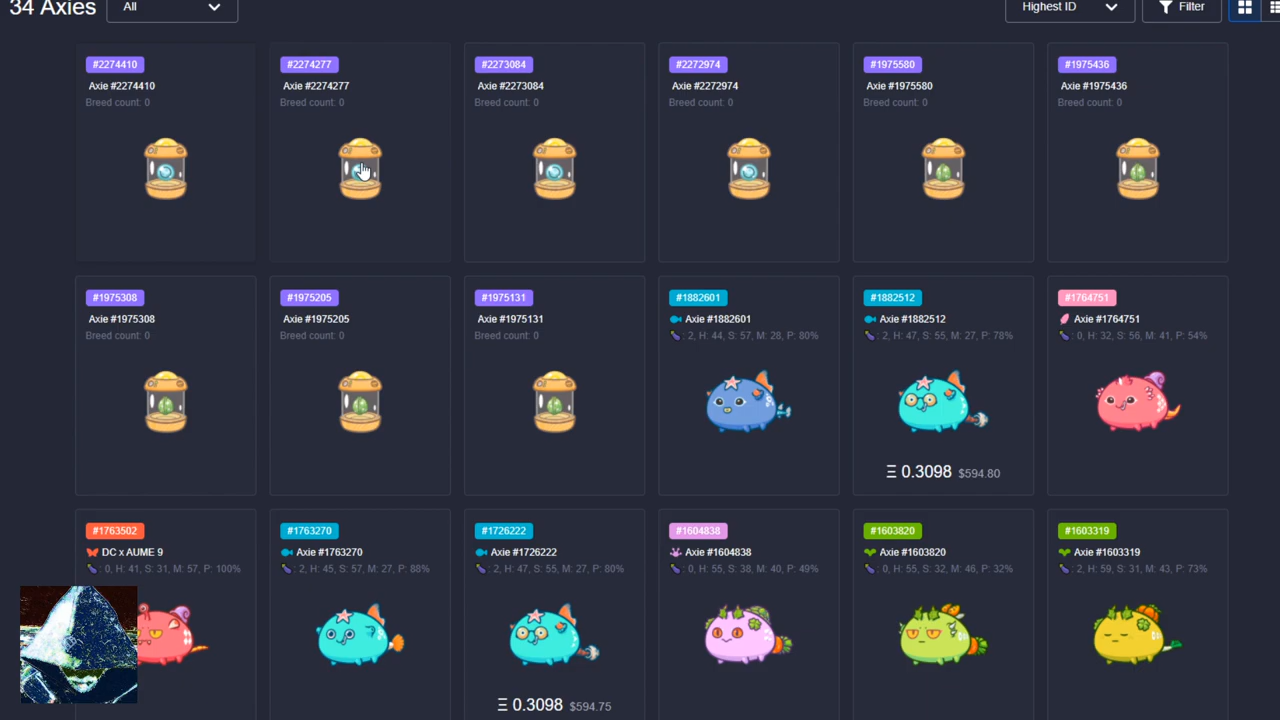 34 Axies
All
Highest ID
Filter
#2274410
Axie #2274410
Breed count: 0
#2274277
Axie #2274277
Breed count: 0
#2273084
Axie #2273084
Breed count: 0
#2272974
Axie #2272974
Breed count: 0
#1975580
Axie #1975580
Breed count: 0
#1975436
Axie #1975436
Breed count: 0
#1975308
Axie #1975308
Breed count: 0
#1975205
Axie #1975205
Breed count: 0
#1975131
Axie #1975131
Breed count: 0
#1882601
Axie #1882601
: 2, H: 44, S: 57, M: 28, P: 80%
#1882512
Axie #1882512
: 2, H: 47, S: 55, M: 27, P: 78%
Ξ 0.3098 $594.80
#1764751
Axie #1764751
: 0, H: 32, S: 56, M: 41, P: 54%
#1763502
DC x AUME 9
: 0, H: 41, S: 31, M: 57, P: 100%
#1763270
Axie #1763270
: 2, H: 45, S: 57, M: 27, P: 88%
#1726222
Axie #1726222
: 2, H: 47, S: 55, M: 27, P: 80%
Ξ 0.3098 $594.75
#1604838
Axie #1604838
: 0, H: 55, S: 38, M: 40, P: 49%
#1603820
Axie #1603820
: 0, H: 55, S: 32, M: 46, P: 32%
#1603319
Axie #1603319
: 2, H: 59, S: 31, M: 43, P: 73%